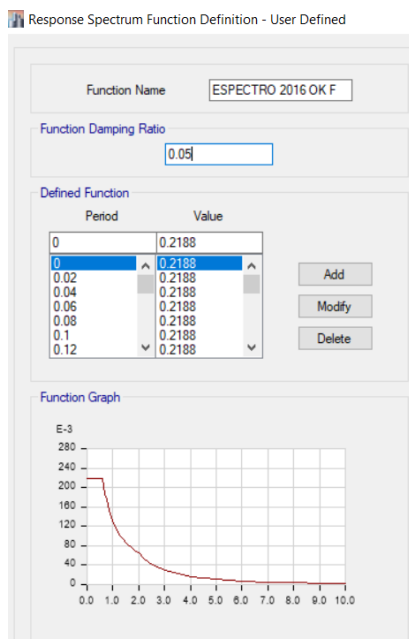 Response Spectrum Function Definition - User Defined
Function Name ESPECTRO 2016 OK F
Function Damping Ratio
0.05
Defined Function
Period Value
0 0.2188
0 0.2188
0.02 0.2188
0.04 0.2188
0.06 0.2188
0.08 0.2188
0.1 0.2188
0.12 0.2188
Add
Modify
Delete
Function Graph
E-3
280
240
200
160
120
80
40
0
0.0 1.0 2.0 3.0 4.0 5.0 6.0 7.0 8.0 9.0 10.0